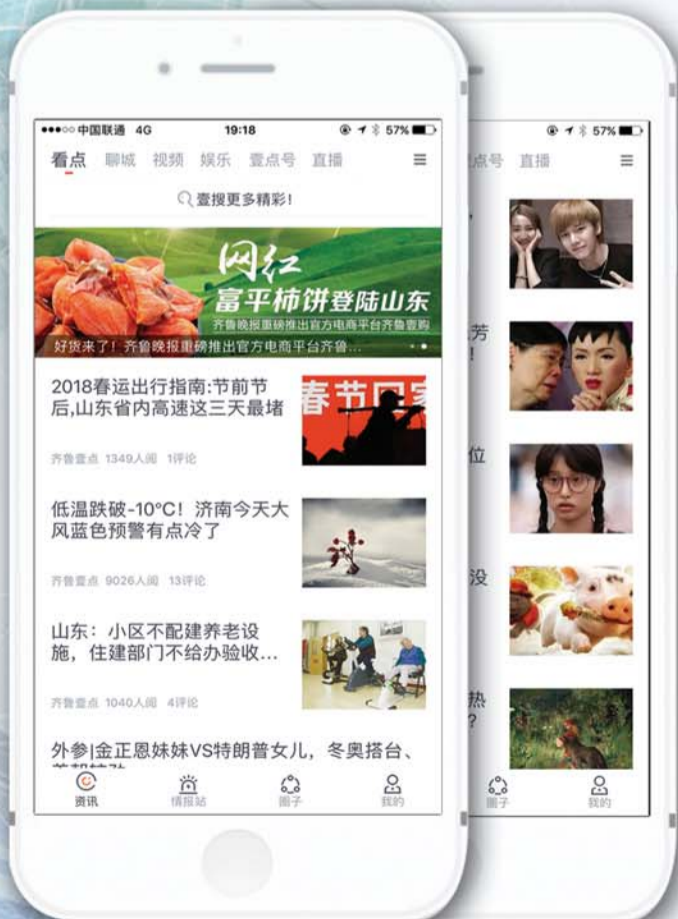 中国联通 4G 19:18 57%
看点 聊城 视频 娱乐 壹点号 直播
壹搜更多精彩！
网红
富平柿饼登陆山东
齐鲁晚报重磅推出官方电商平台齐鲁壹购
好货来了！齐鲁晚报重磅推出官方电商平台齐鲁...
2018春运出行指南:节前节
后,山东省内高速这三天最堵
春节回家
齐鲁壹点 1349人阅 1评论
低温跌破-10℃！济南今天大
风蓝色预警有点冷了
齐鲁壹点 9026人阅 13评论
山东：小区不配建养老设
施，住建部门不给办验收...
齐鲁壹点 1040人阅 4评论
外参|金正恩妹妹VS特朗普女儿，冬奥搭台、
资讯 情报站 圈子 我的
57%
点号 直播
芳
！
位
没
热
？
圈子 我的